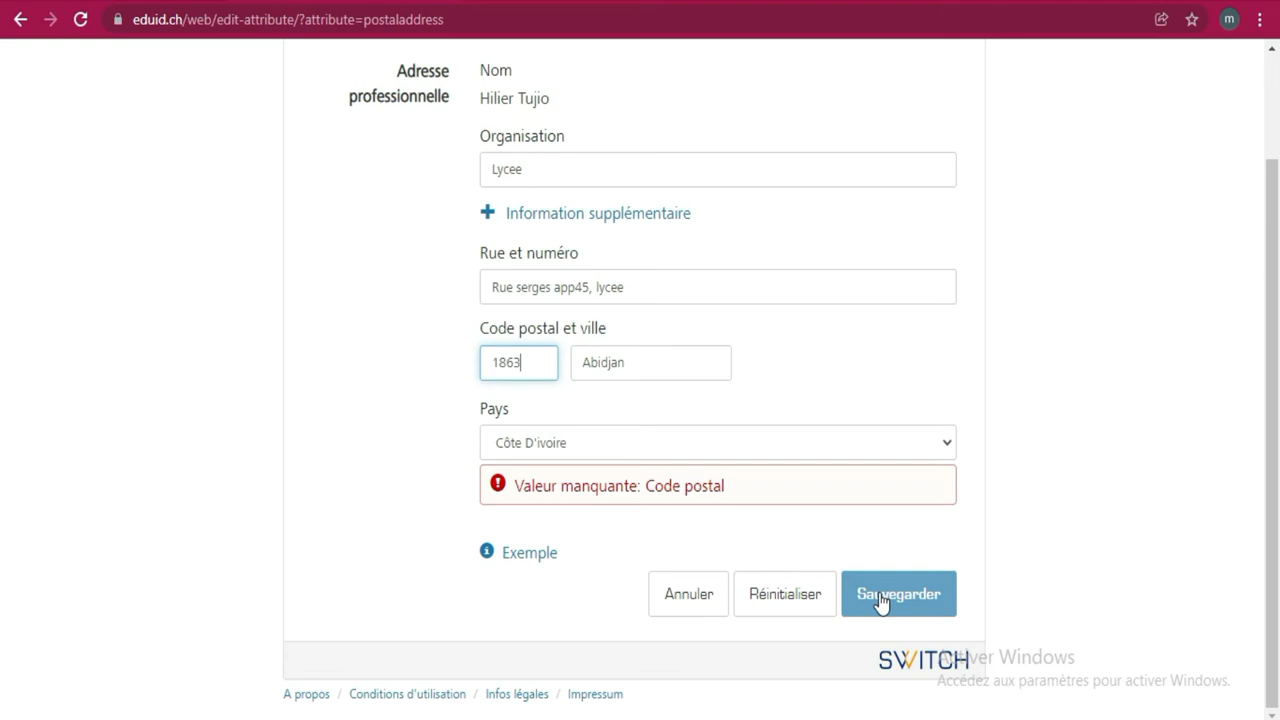 eduid.ch/web/edit-attribute/?attribute=postaladdress
m
Adresse
professionnelle
Nom
Hilier Tujio
Organisation
Lycee
Information supplémentaire
Rue et numéro
Rue serges app45, lycee
Code postal et ville
1863
Abidjan
Pays
Côte D'ivoire
Valeur manquante: Code postal
Exemple
Annuler
Réinitialiser
Sauvegarder
SWITCH
Activer Windows
Accédez aux paramètres pour activer Windows.
A propos / Conditions d'utilisation / Infos légales / Impressum